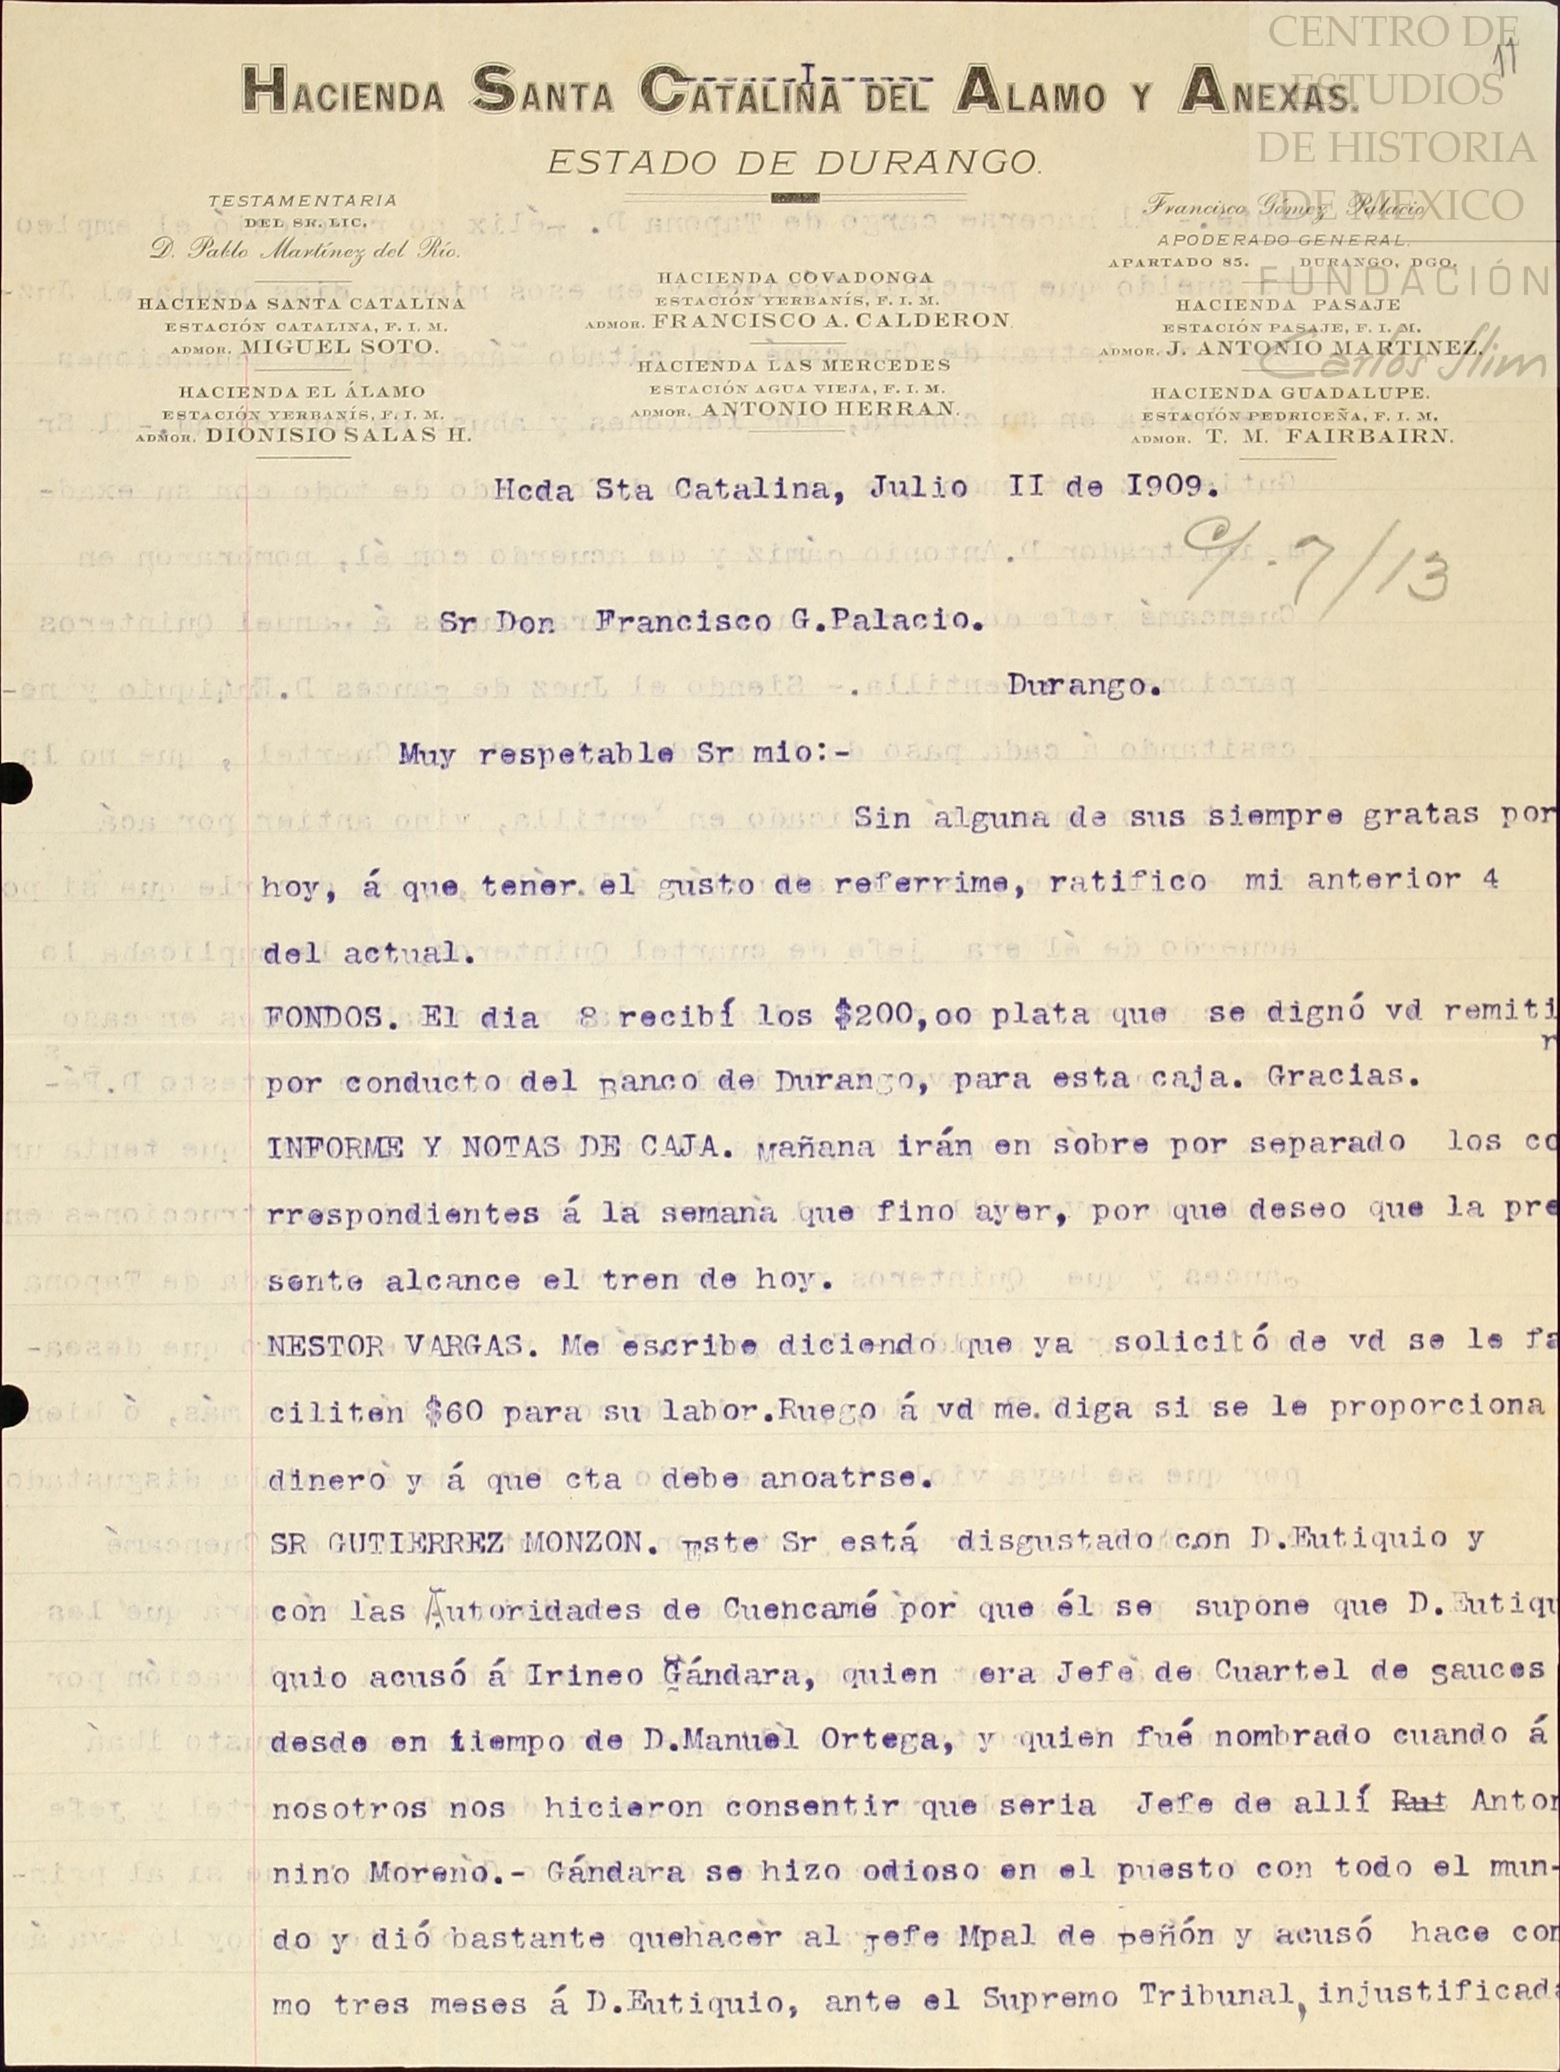 CENTRO DE
ESTUDIOS
DE HISTORIA
DE MEXICO
FUNDACIÓN
Carlos Slim
11
-------I-------
HACIENDA SANTA CATALINA DEL ALAMO Y ANEXAS.
ESTADO DE DURANGO.
TESTAMENTARIA
DEL SR. LIC.
D. Pablo Martínez del Río.
HACIENDA SANTA CATALINA
ESTACIÓN CATALINA, F. I. M.
ADMOR. MIGUEL SOTO.
HACIENDA EL ÁLAMO
ESTACIÓN YERBANÍS, F. I. M.
ADMOR. DIONISIO SALAS H.
HACIENDA COVADONGA
ESTACIÓN YERBANÍS, F. I. M.
ADMOR. FRANCISCO A. CALDERON.
HACIENDA LAS MERCEDES
ESTACIÓN AGUA VIEJA, F. I. M.
ADMOR. ANTONIO HERRAN.
Francisco Gómez Palacio
APODERADO GENERAL.
APARTADO 85. DURANGO, DGO.
HACIENDA PASAJE
ESTACIÓN PASAJE, F. I. M.
ADMOR. J. ANTONIO MARTINEZ.
HACIENDA GUADALUPE.
ESTACIÓN PEDRICEÑA, F. I. M.
ADMOR. T. M. FAIRBAIRN.
Hcda Sta Catalina, Julio II de I909.
C/. 7/13
Sr Don Francisco G.Palacio.
Durango.
Muy respetable Sr mio:-
Sin alguna de sus siempre gratas por
hoy, á que tener el gusto de referrime, ratifico mi anterior 4
del actual.
FONDOS. El dia 8 recibí los $200,oo plata que se dignó vd remiti
r
por conducto del Banco de Durango, para esta caja. Gracias.
INFORME Y NOTAS DE CAJA. Mañana irán en sobre por separado los co
rrespondientes á la semana que fino ayer, por que deseo que la pre
sente alcance el tren de hoy.
NESTOR VARGAS. Me escribe diciendo que ya solicitó de vd se le fa
ciliten $60 para su labor.Ruego á vd me diga si se le proporciona
dinero y á que cta debe anoatrse.
SR GUTIERREZ MONZON. Este Sr está disgustado con D.Eutiquio y
con las Autoridades de Cuencamé por que él se supone que D.Eutiqu
quio acusó á Irineo Gándara, quien era Jefe de Cuartel de Sauces
desde en tiempo de D.Manuel Ortega, y quien fué nombrado cuando á
nosotros nos hicieron consentir que seria Jefe de allí Rut Anton
nino Moreno.- Gándara se hizo odioso en el puesto con todo el mun-
do y dió bastante quehacer al Jefe Mpal de Peñón y acusó hace com
mo tres meses á D.Eutiquio, ante el Supremo Tribunal, injustificada